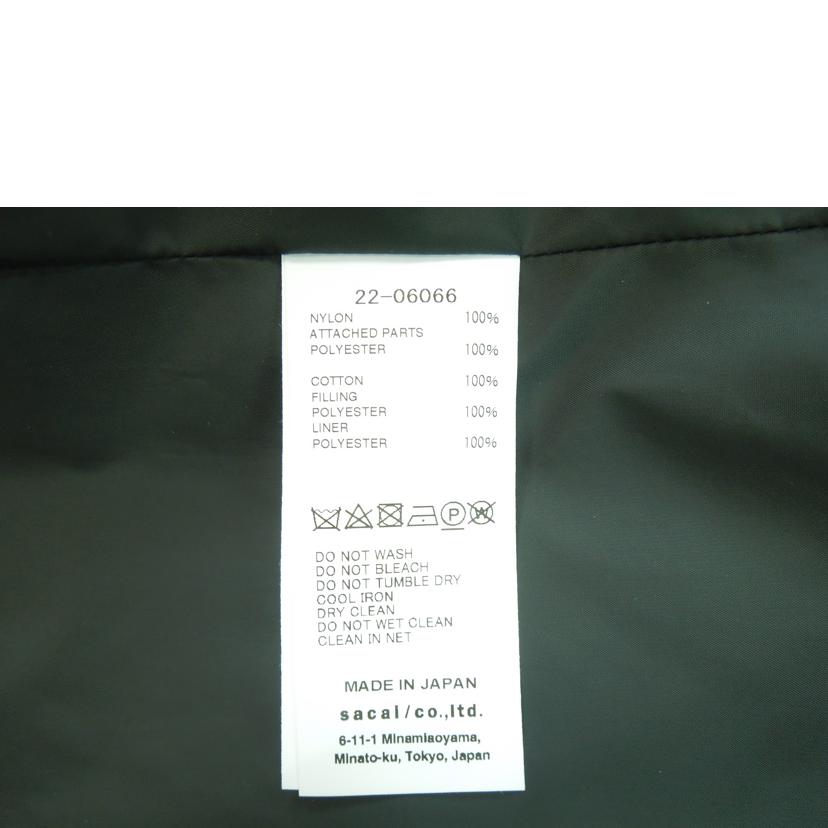 22-06066
NYLON 100%
ATTACHED PARTS
POLYESTER 100%
COTTON 100%
FILLING
POLYESTER 100%
LINER
POLYESTER 100%
P W
DO NOT WASH
DO NOT BLEACH
DO NOT TUMBLE DRY
COOL IRON
DRY CLEAN
DO NOT WET CLEAN
CLEAN IN NET
MADE IN JAPAN
sacai/co.,ltd.
6-11-1 Minamiaoyama,
Minato-ku, Tokyo, Japan